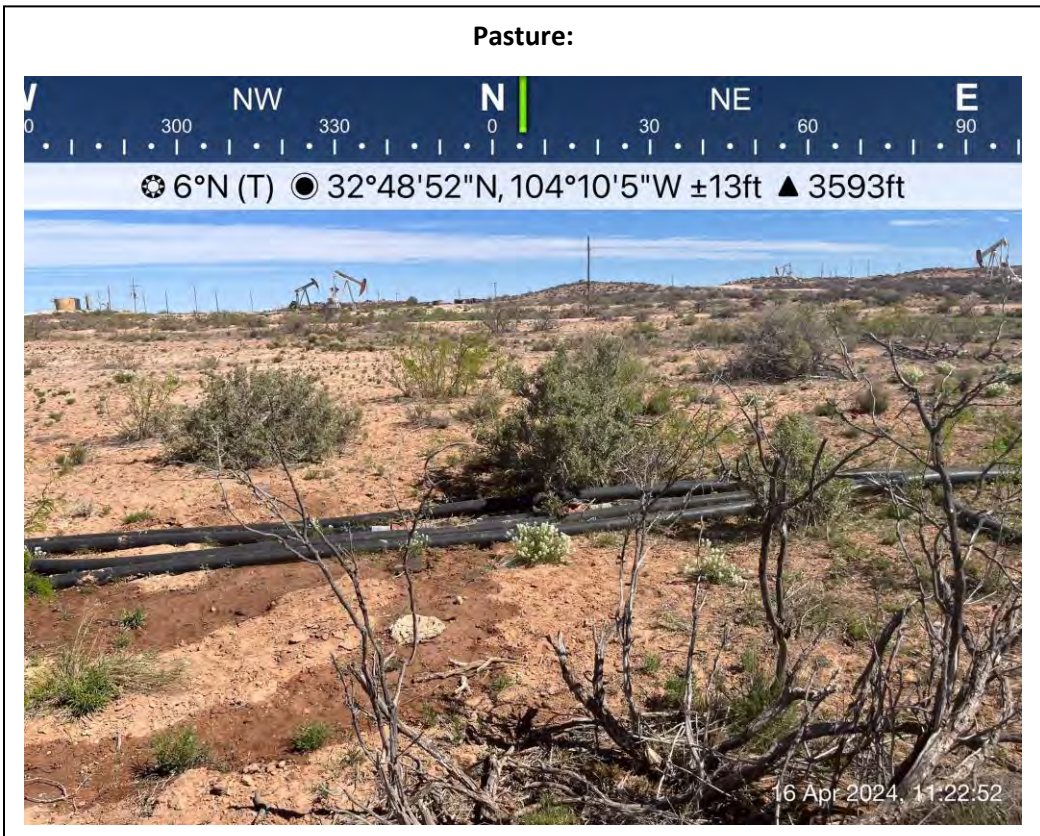 Pasture:
W NW N NE E
0 300 330 0 30 60 90
6°N (T) 32°48'52"N, 104°10'5"W ±13ft ▲ 3593ft
16 Apr 2024, 11:22:52